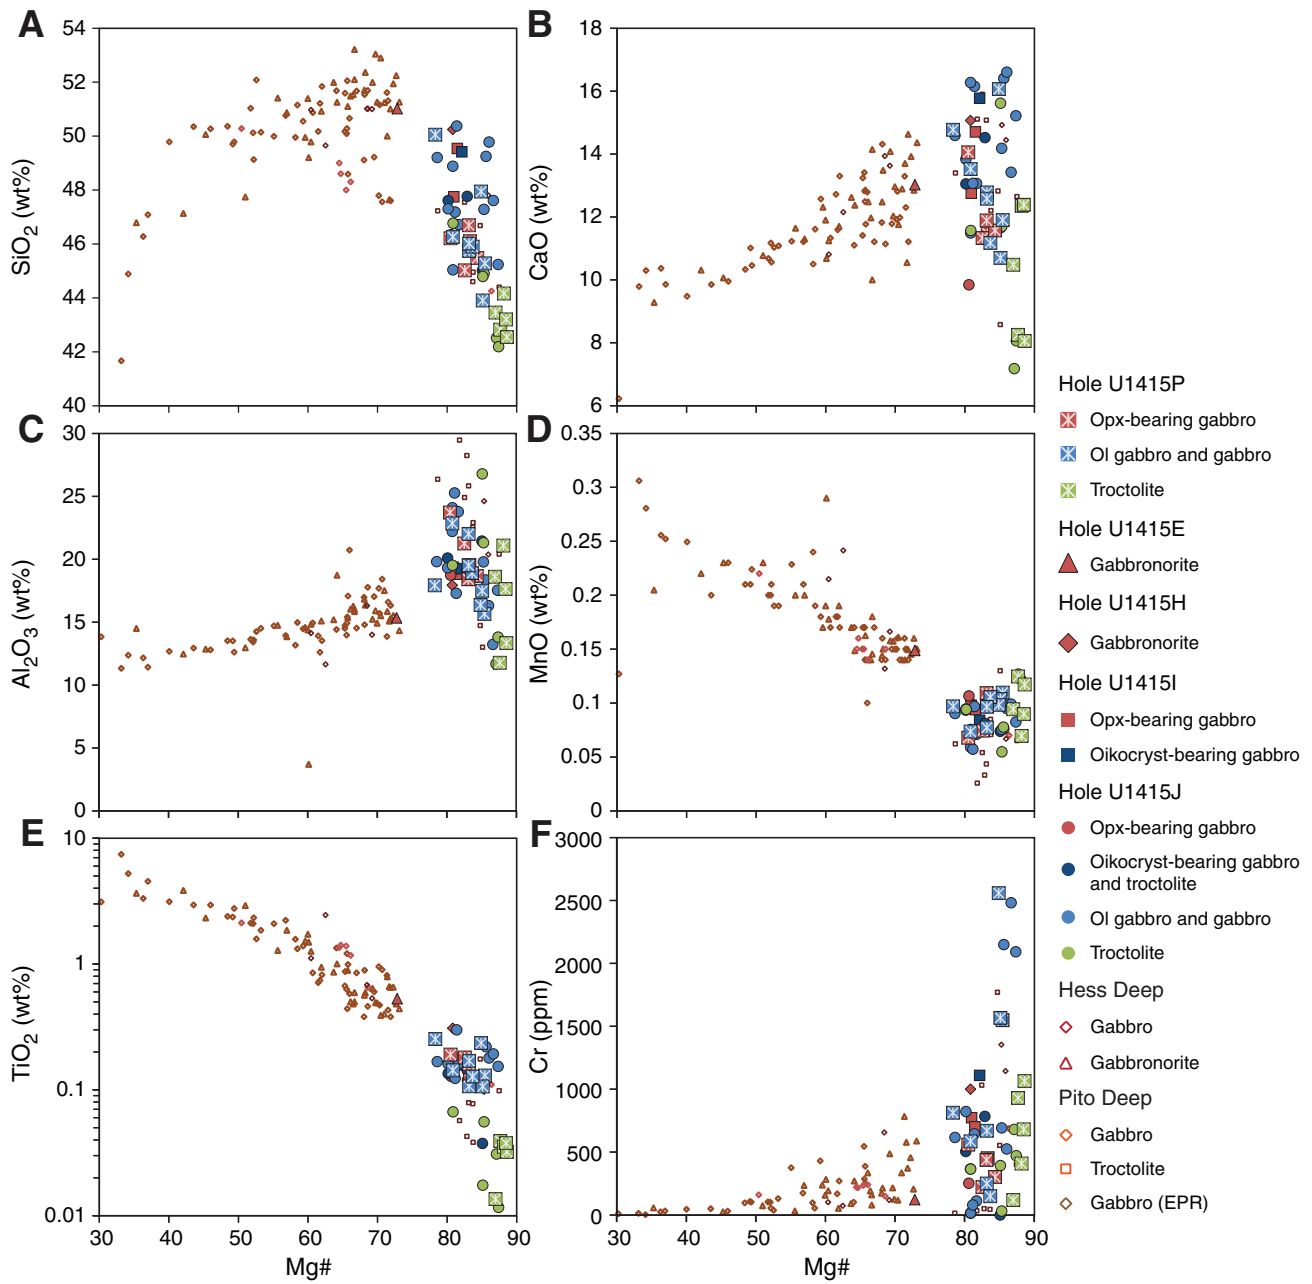 A
54
52
50
48
46
44
42
40
SiO2 (wt%)
B
18
16
14
12
10
8
6
CaO (wt%)
C
30
25
20
15
10
5
0
Al2O3 (wt%)
D
0.35
0.3
0.25
0.2
0.15
0.1
0.05
0
MnO (wt%)
E
10
1
0.1
0.01
TiO2 (wt%)
30 40 50 60 70 80 90
Mg#
F
3000
2500
2000
1500
1000
500
0
Cr (ppm)
30 40 50 60 70 80 90
Mg#
Hole U1415P
Opx-bearing gabbro
Ol gabbro and gabbro
Troctolite
Hole U1415E
Gabbronorite
Hole U1415H
Gabbronorite
Hole U1415I
Opx-bearing gabbro
Oikocryst-bearing gabbro
Hole U1415J
Opx-bearing gabbro
Oikocryst-bearing gabbro
and troctolite
Ol gabbro and gabbro
Troctolite
Hess Deep
Gabbro
Gabbronorite
Pito Deep
Gabbro
Troctolite
Gabbro (EPR)